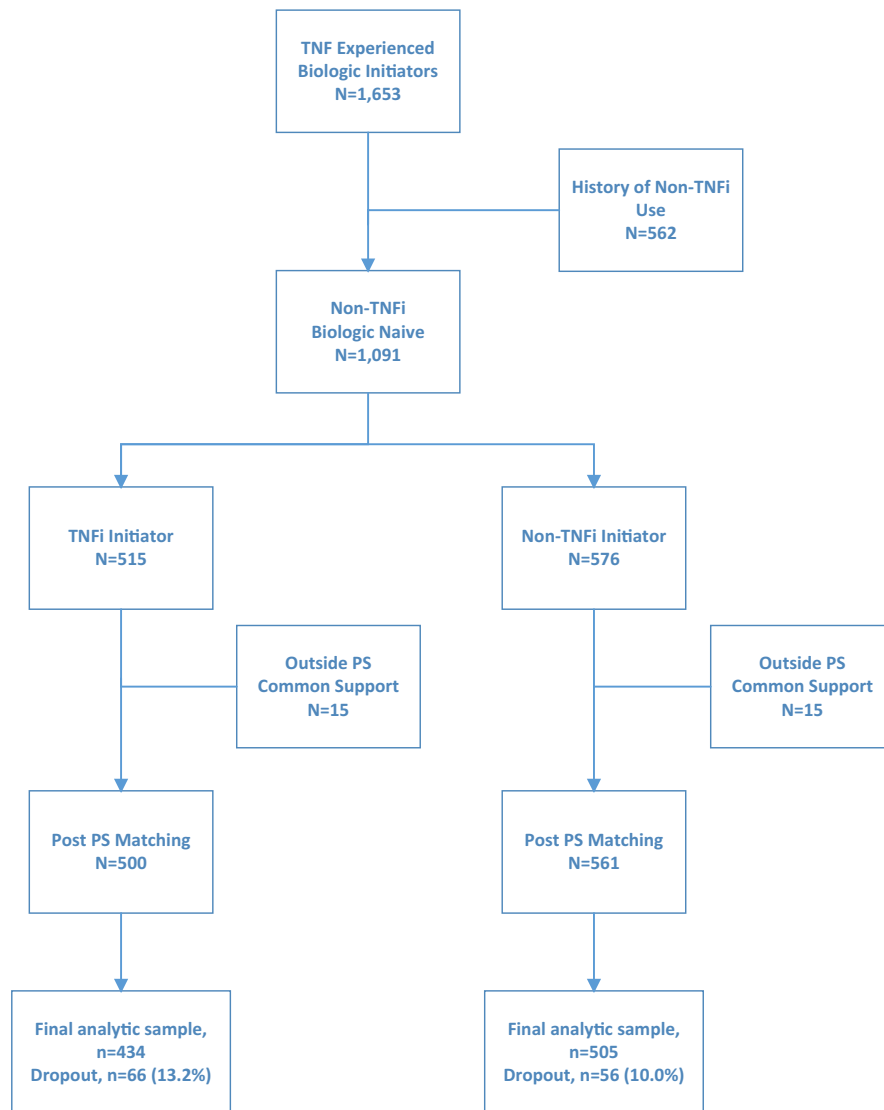 TNF Experienced
Biologic Initiators
N=1,653
History of Non-TNFi
Use
N=562
Non-TNFi
Biologic Naive
N=1,091
TNFi Initiator
N=515
Non-TNFi Initiator
N=576
Outside PS
Common Support
N=15
Outside PS
Common Support
N=15
Post PS Matching
N=500
Post PS Matching
N=561
Final analytic sample,
n=434
Dropout, n=66 (13.2%)
Final analytic sample,
n=505
Dropout, n=56 (10.0%)